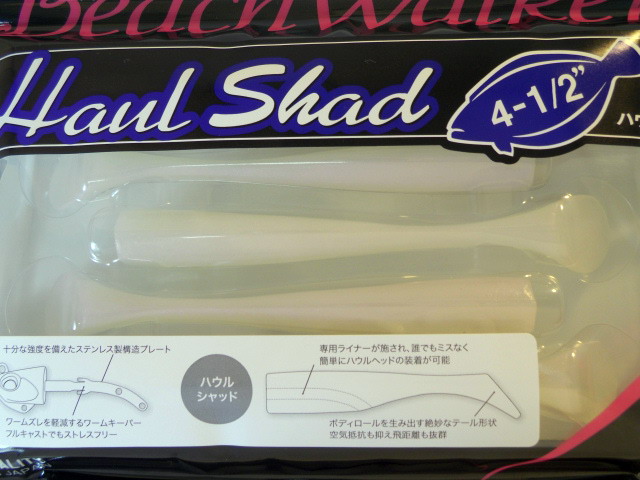 BeachWalke
Haul Shad
4-1/2"
ハウ
十分な強度を備えたステンレス製構造プレート
ワームズレを軽減するワームキーパー
フルキャストでもストレスフリー
ハウル
シャッド
専用ライナーが施され、誰でもミスなく
簡単にハウルヘッドの装着が可能
ボディロールを生み出す絶妙なテール形状
空気抵抗も抑え飛距離も抜群